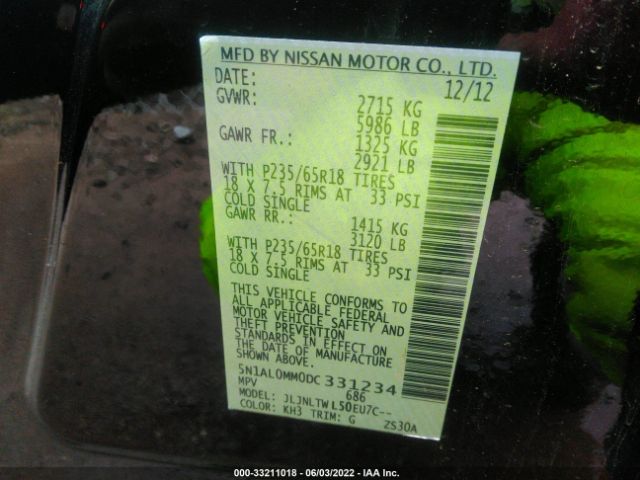 MFD BY NISSAN MOTOR CO., LTD.
DATE: 12/12
GVWR: 2715 KG
5986 LB
GAWR FR.: 1325 KG
2921 LB
WITH P235/65R18 TIRES
18 X 7.5 RIMS AT 33 PSI
COLD SINGLE
GAWR RR.: 1415 KG
3120 LB
WITH P235/65R18 TIRES
18 X 7.5 RIMS AT 33 PSI
COLD SINGLE
THIS VEHICLE CONFORMS TO
ALL APPLICABLE FEDERAL
MOTOR VEHICLE SAFETY AND
THEFT PREVENTION
STANDARDS IN EFFECT ON
THE DATE OF MANUFACTURE
SHOWN ABOVE.
5N1AL0MM0DC331234
MPV 686
MODEL: JLJNLTWL50EU7C--
COLOR: KH3 TRIM: G ZS30A
000-33211018 - 06/03/2022 - IAA Inc.